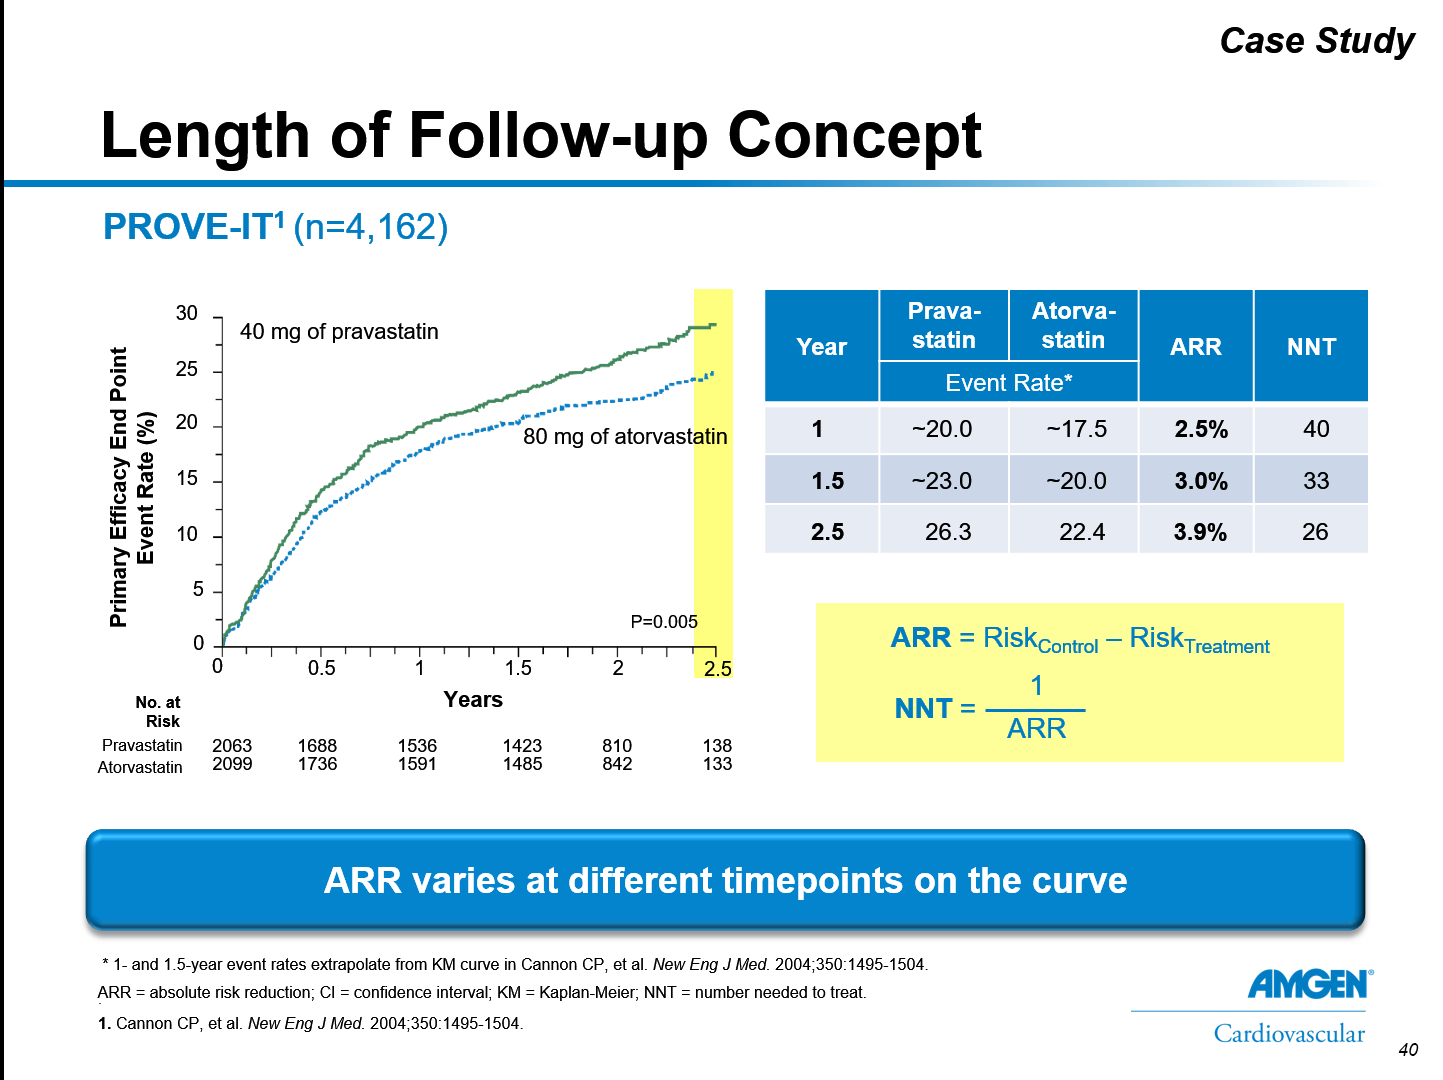 Case Study
Length of Follow-up Concept
PROVE-IT1 (n=4,162)
Primary Efficacy End Point
Event Rate (%)
30
25
20
15
10
5
0
40 mg of pravastatin
80 mg of atorvastatin
P=0.005
0 0.5 1 1.5 2 2.5
Years
No. at
Risk
Pravastatin 2063 1688 1536 1423 810 138
Atorvastatin 2099 1736 1591 1485 842 133
Year Prava-statin Atorva-statin ARR NNT
Event Rate*
1 ~20.0 ~17.5 2.5% 40
1.5 ~23.0 ~20.0 3.0% 33
2.5 26.3 22.4 3.9% 26
ARR = RiskControl – RiskTreatment
NNT = 1
ARR
ARR varies at different timepoints on the curve
* 1- and 1.5-year event rates extrapolate from KM curve in Cannon CP, et al. New Eng J Med. 2004;350:1495-1504.
ARR = absolute risk reduction; CI = confidence interval; KM = Kaplan-Meier; NNT = number needed to treat.
1. Cannon CP, et al. New Eng J Med. 2004;350:1495-1504.
AMGEN®
Cardiovascular
40